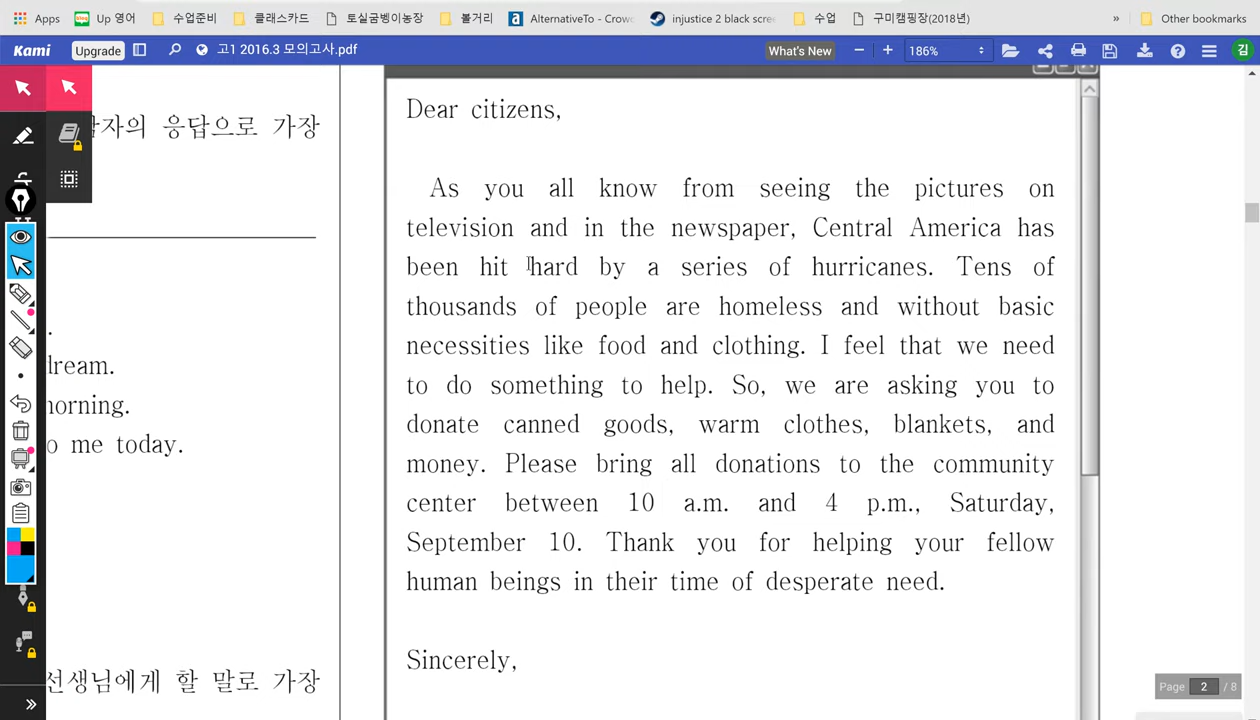 Apps Up 영어 수업준비 클래스카드 토실굼벵이농장 볼거리 AlternativeTo - Crow injustice 2 black scree 수업 구미캠핑장(2018년) » Other bookmarks
Kami Upgrade 고1 2016.3 모의고사.pdf What's New 186% 김
자의 응답으로 가장
.
dream.
morning.
o me today.
선생님에게 할 말로 가장
Dear citizens,
As you all know from seeing the pictures on
television and in the newspaper, Central America has
been hit hard by a series of hurricanes. Tens of
thousands of people are homeless and without basic
necessities like food and clothing. I feel that we need
to do something to help. So, we are asking you to
donate canned goods, warm clothes, blankets, and
money. Please bring all donations to the community
center between 10 a.m. and 4 p.m., Saturday,
September 10. Thank you for helping your fellow
human beings in their time of desperate need.
Sincerely,
Page 2 / 8